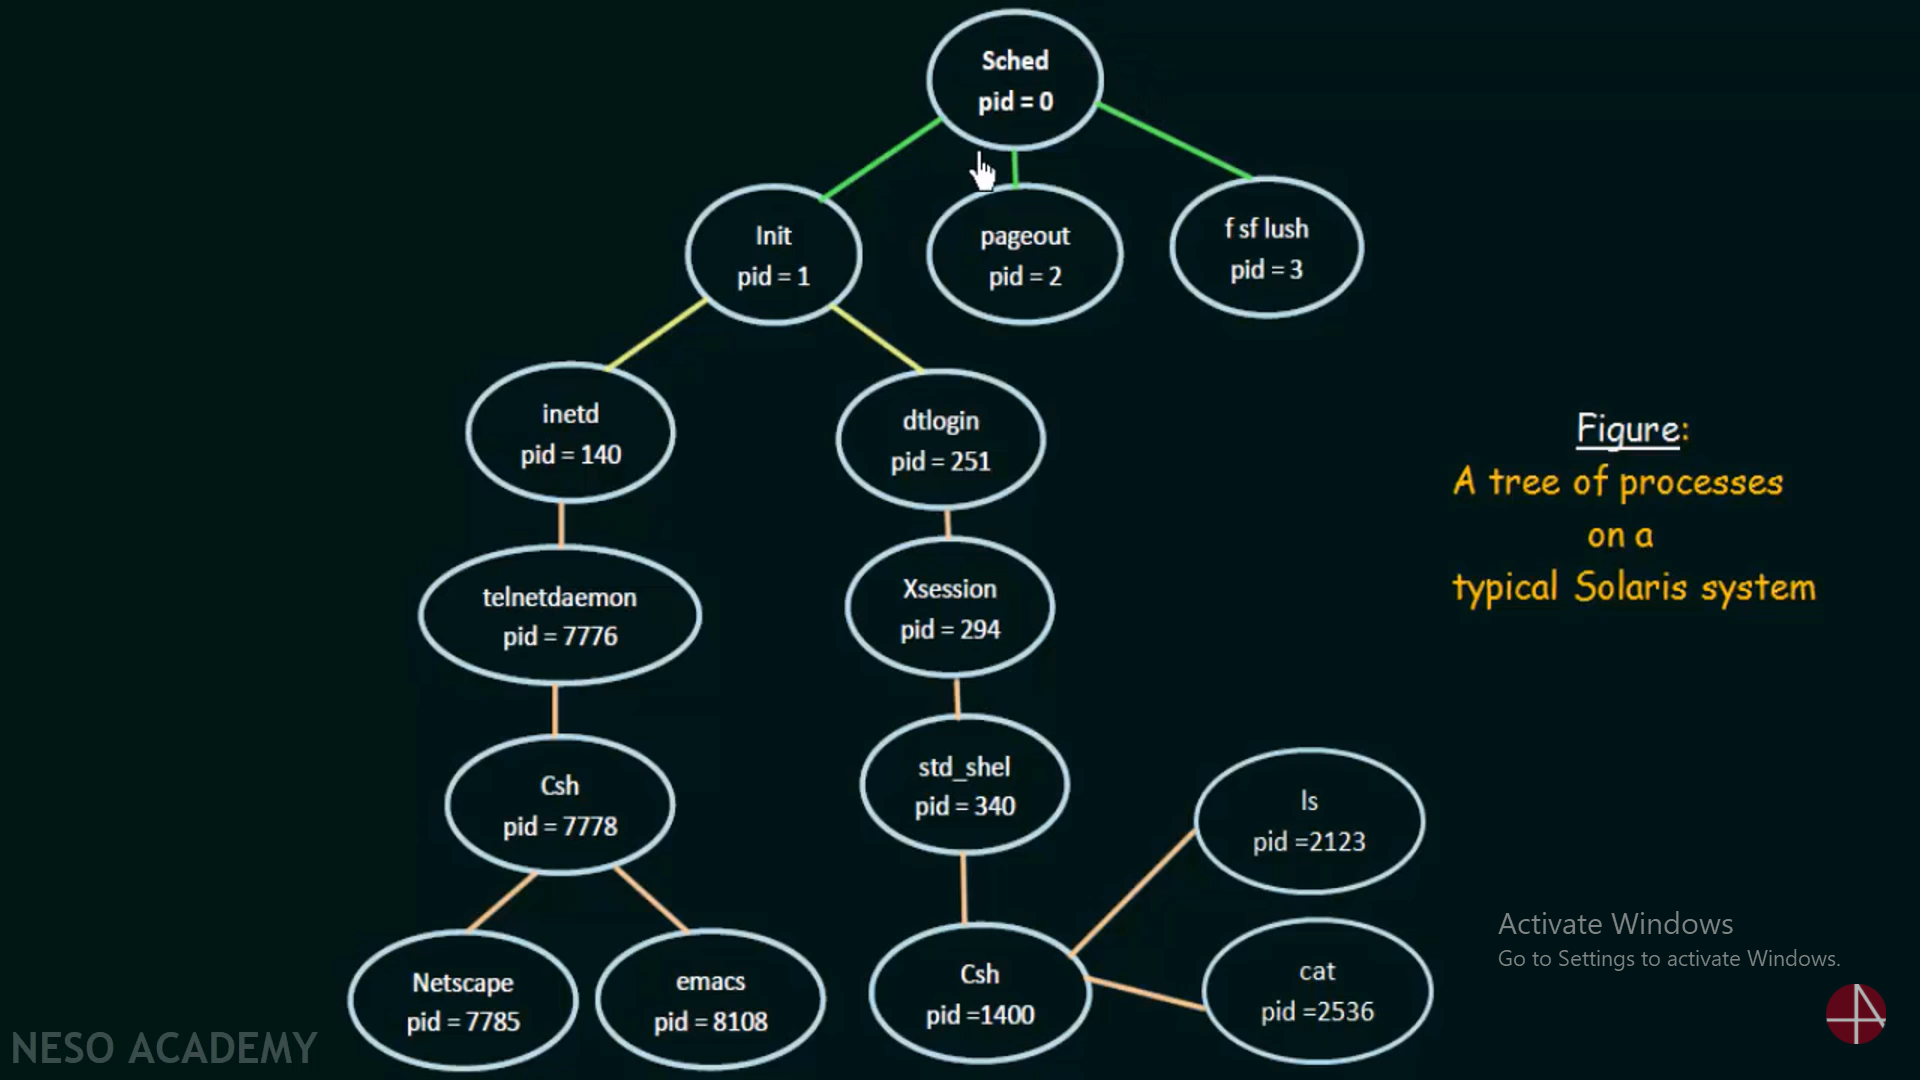 Sched
pid = 0
Init
pid = 1
pageout
pid = 2
f sf lush
pid = 3
inetd
pid = 140
dtlogin
pid = 251
telnetdaemon
pid = 7776
Xsession
pid = 294
Csh
pid = 7778
std_shel
pid = 340
ls
pid =2123
Netscape
pid = 7785
emacs
pid = 8108
Csh
pid =1400
cat
pid =2536
Figure:
A tree of processes
on a
typical Solaris system
Activate Windows
Go to Settings to activate Windows.
NESO ACADEMY